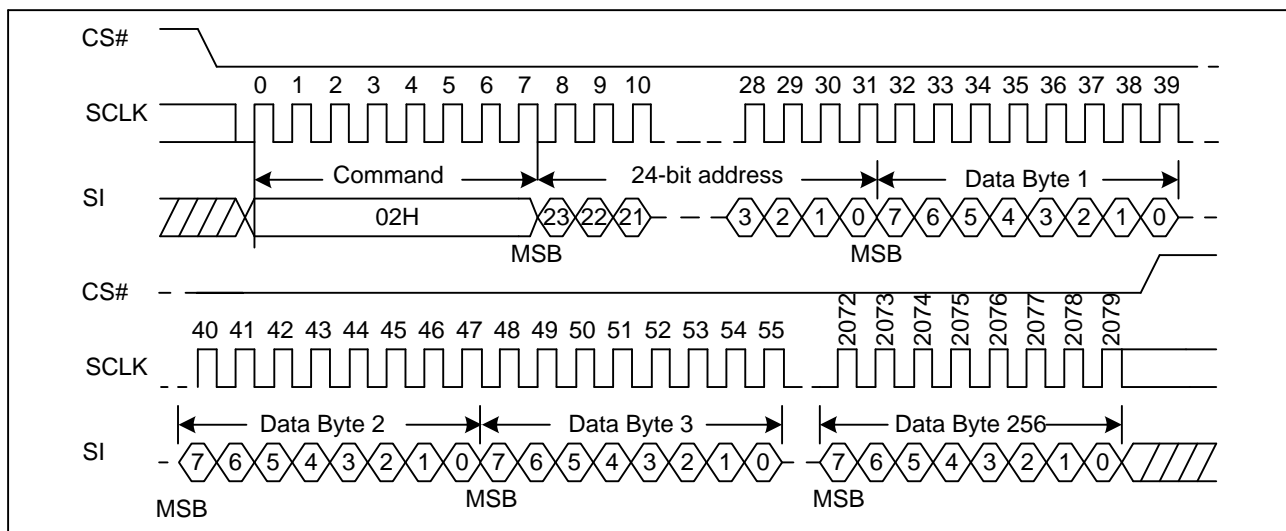 CS#
0 1 2 3 4 5 6 7 8 9 10 28 29 30 31 32 33 34 35 36 37 38 39
SCLK
Command 24-bit address Data Byte 1
SI
02H 23 22 21 3 2 1 0 7 6 5 4 3 2 1 0
MSB MSB
CS#
40 41 42 43 44 45 46 47 48 49 50 51 52 53 54 55 2072 2073 2074 2075 2076 2077 2078 2079
SCLK
Data Byte 2 Data Byte 3 Data Byte 256
SI
7 6 5 4 3 2 1 0 7 6 5 4 3 2 1 0 7 6 5 4 3 2 1 0
MSB MSB MSB